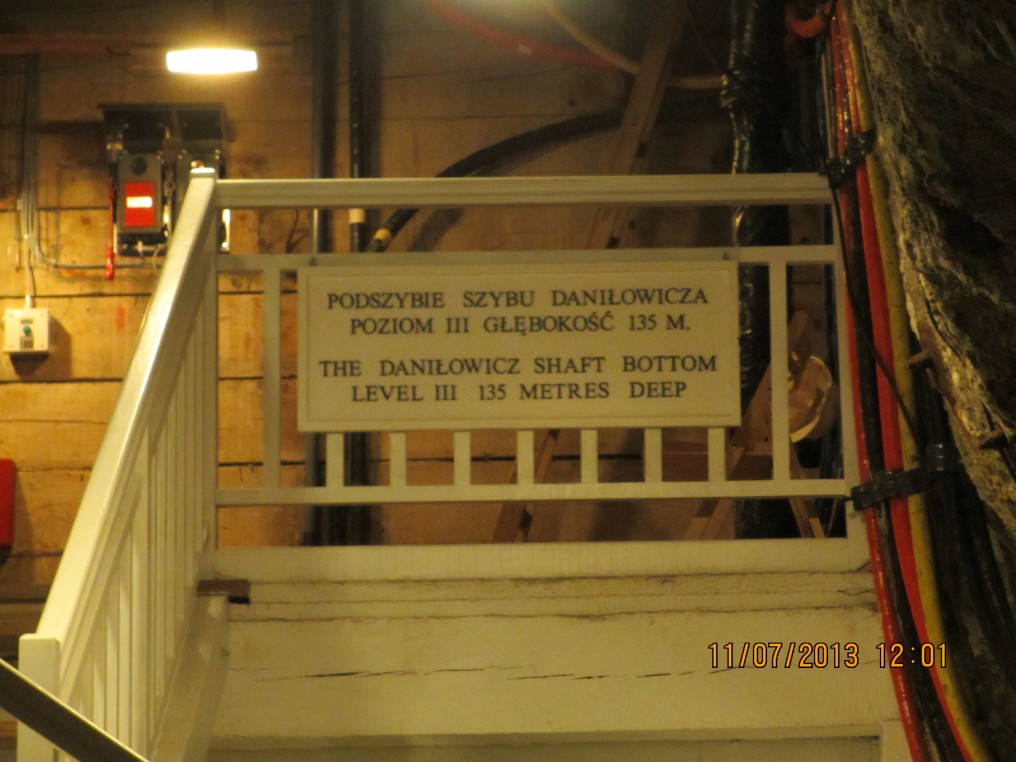 PODSZYBIE SZYBU DANIŁOWICZA
POZIOM III GŁĘBOKOŚĆ 135 M.
THE DANIŁOWICZ SHAFT BOTTOM
LEVEL III 135 METRES DEEP
11/07/2013 12:01